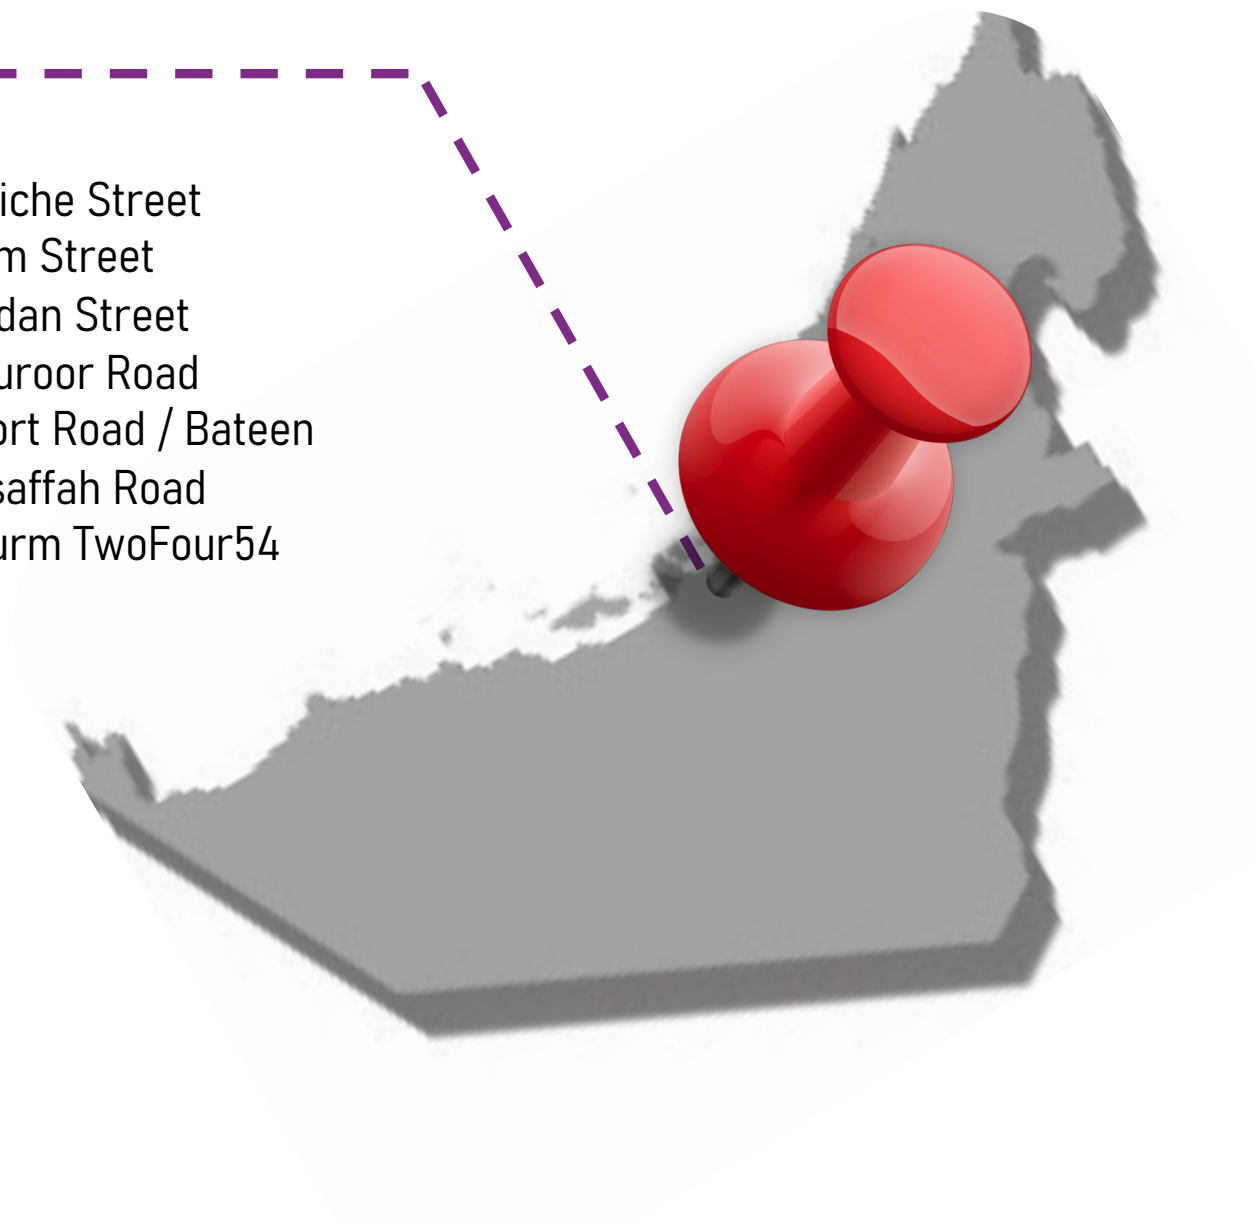 iche Street
m Street
dan Street
uroor Road
ort Road / Bateen
saffah Road
urm TwoFour54